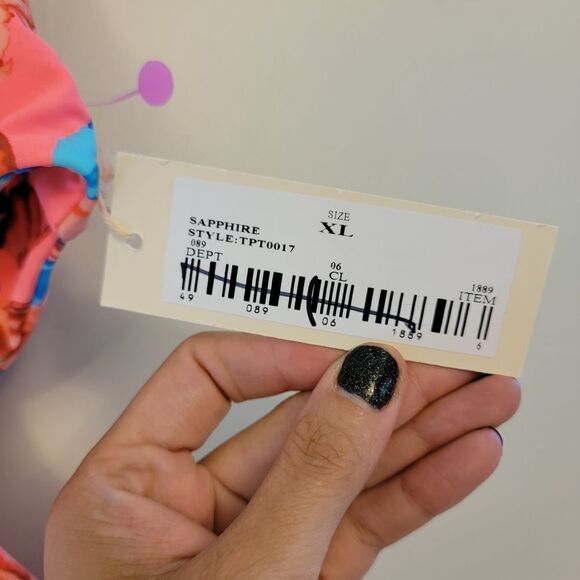 SIZE
XL
SAPPHIRE
STYLE:TPT0017
089
DEPT
06
CL
1889
ITEM
49 089 06 1889 6